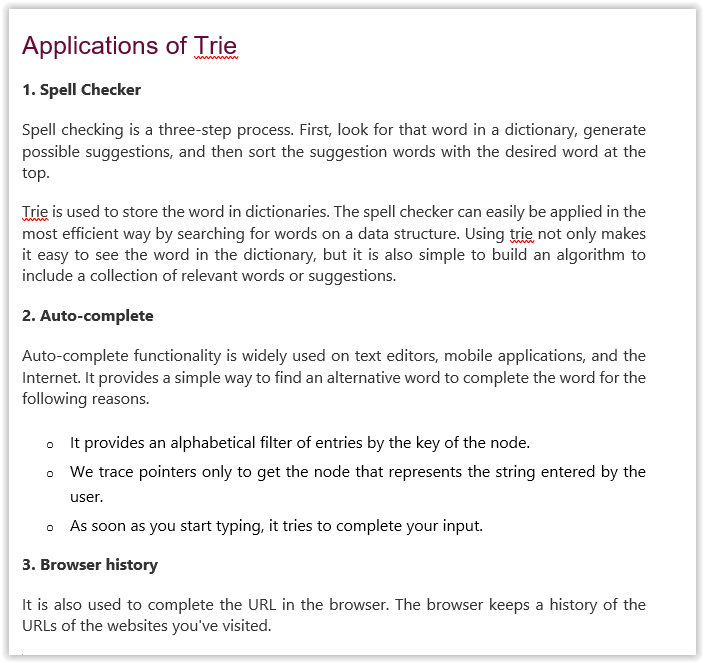 Applications of Trie
1. Spell Checker
Spell checking is a three-step process. First, look for that word in a dictionary, generate
possible suggestions, and then sort the suggestion words with the desired word at the
top.
Trie is used to store the word in dictionaries. The spell checker can easily be applied in the
most efficient way by searching for words on a data structure. Using trie not only makes
it easy to see the word in the dictionary, but it is also simple to build an algorithm to
include a collection of relevant words or suggestions.
2. Auto-complete
Auto-complete functionality is widely used on text editors, mobile applications, and the
Internet. It provides a simple way to find an alternative word to complete the word for the
following reasons.
o It provides an alphabetical filter of entries by the key of the node.
o We trace pointers only to get the node that represents the string entered by the
user.
o As soon as you start typing, it tries to complete your input.
3. Browser history
It is also used to complete the URL in the browser. The browser keeps a history of the
URLs of the websites you've visited.